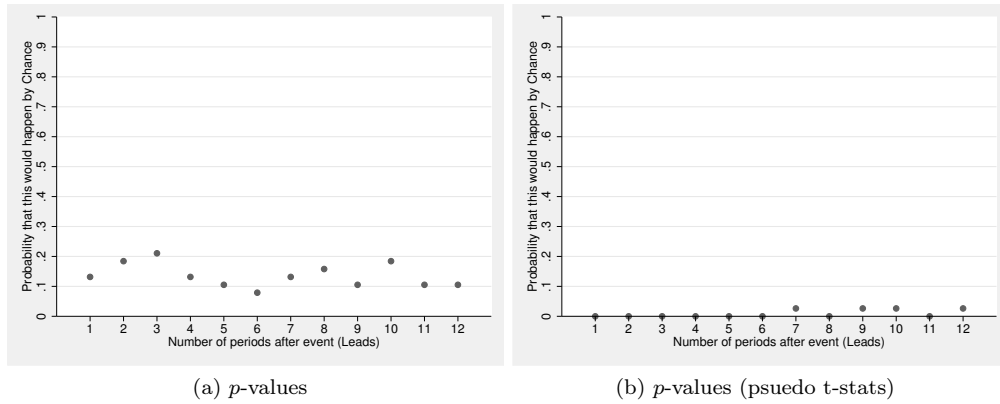 Probability that this would happen by Chance
1
.9
.8
.7
.6
.5
.4
.3
.2
.1
0
1 2 3 4 5 6 7 8 9 10 11 12
Number of periods after event (Leads)
(a) p-values
Probability that this would happen by Chance
1
.9
.8
.7
.6
.5
.4
.3
.2
.1
0
1 2 3 4 5 6 7 8 9 10 11 12
Number of periods after event (Leads)
(b) p-values (psuedo t-stats)